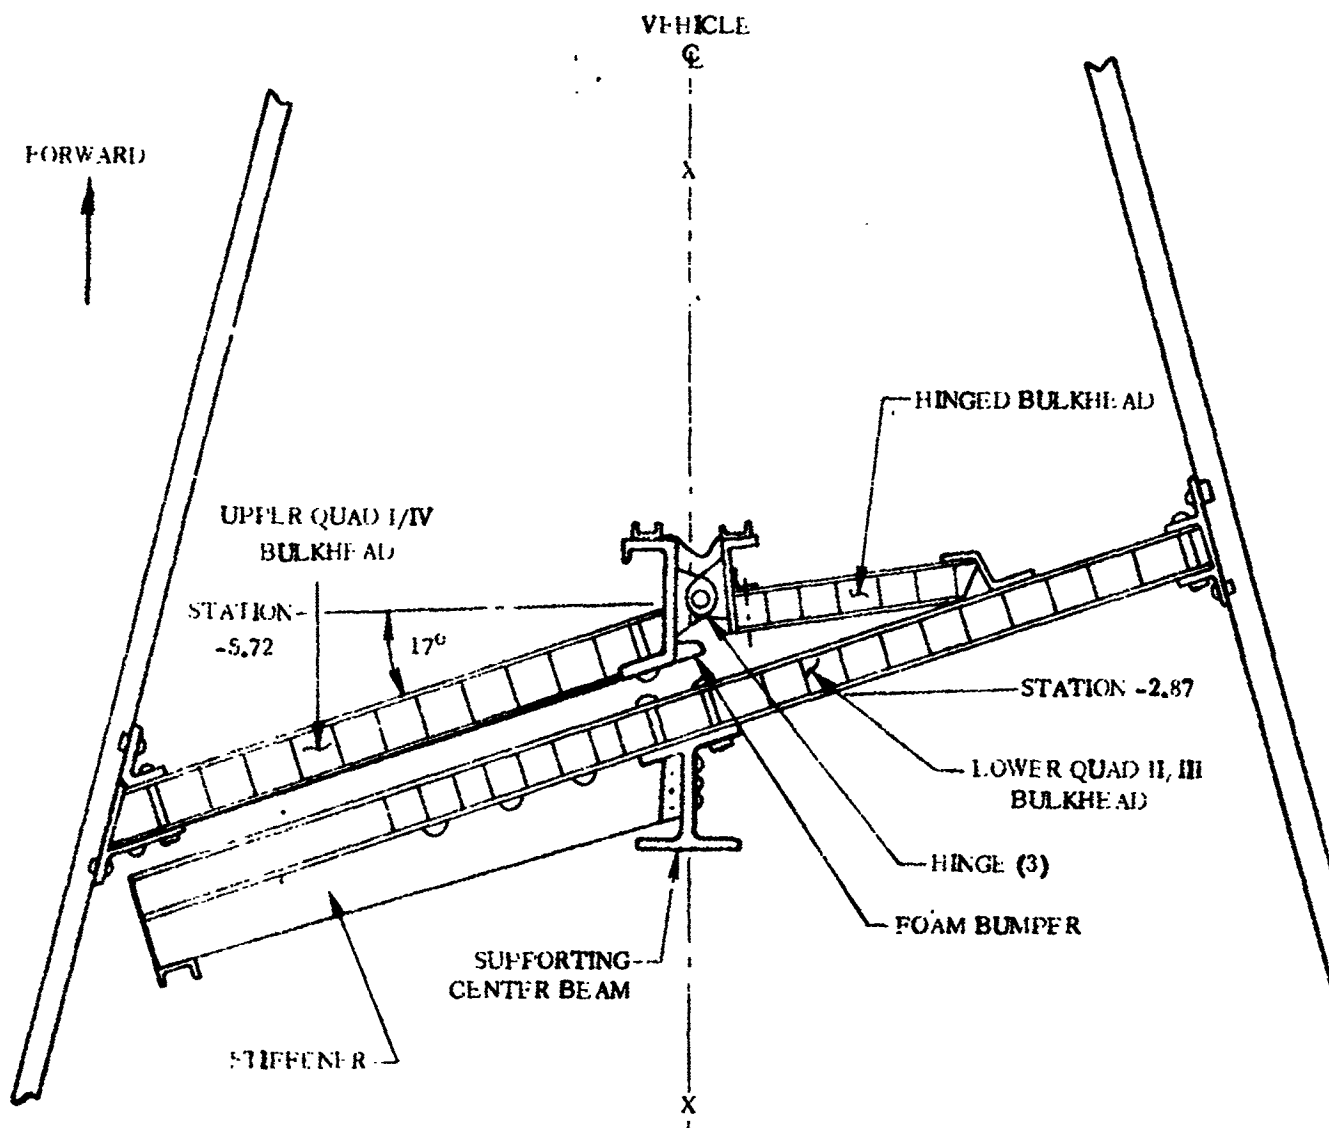 VEHICLE
℄
X
FORWARD
HINGED BULKHEAD
UPPER QUAD I/IV
BULKHEAD
STATION
-5.72
17°
STATION -2.87
LOWER QUAD II, III
BULKHEAD
HINGE (3)
FOAM BUMPER
SUPPORTING
CENTER BEAM
STIFFENER
X